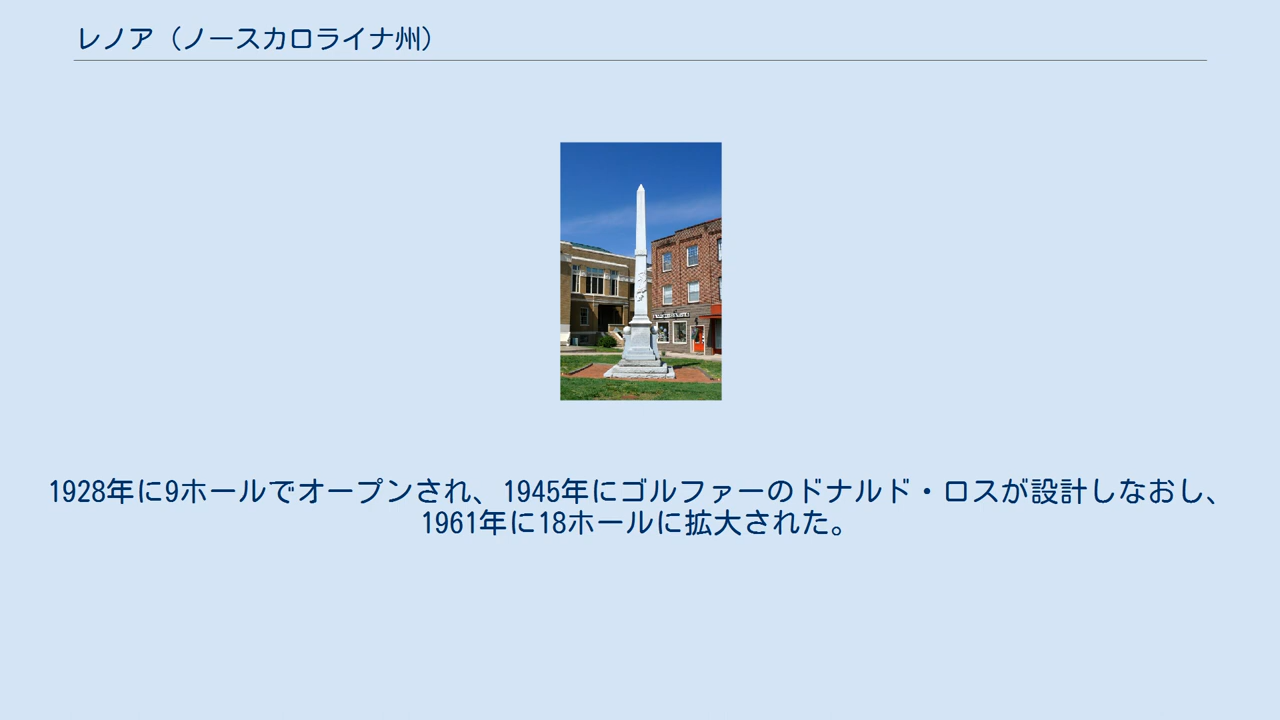 レノア（ノースカロライナ州）
1928年に9ホールでオープンされ、1945年にゴルファーのドナルド・ロスが設計しなおし、
1961年に18ホールに拡大された。